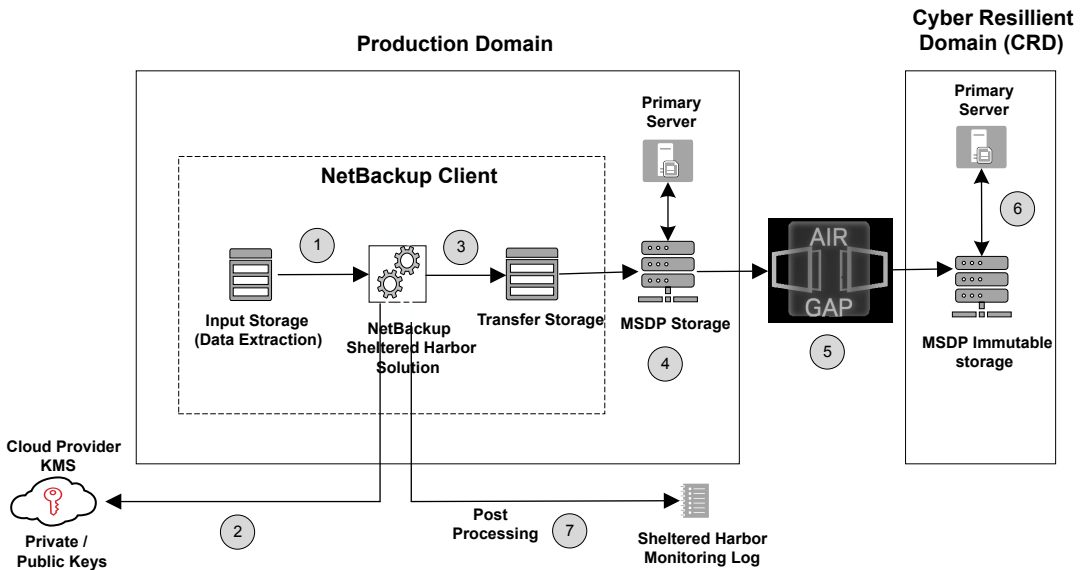 Production Domain
Cyber Resillient
Domain (CRD)
Primary
Server
Primary
Server
NetBackup Client
1
3
6
AIR
GAP
Input Storage
(Data Extraction)
NetBackup
Sheltered Harbor
Solution
Transfer Storage
MSDP Storage
4
5
MSDP Immutable
storage
Cloud Provider
KMS
Private /
Public Keys
2
Post
Processing
7
Sheltered Harbor
Monitoring Log